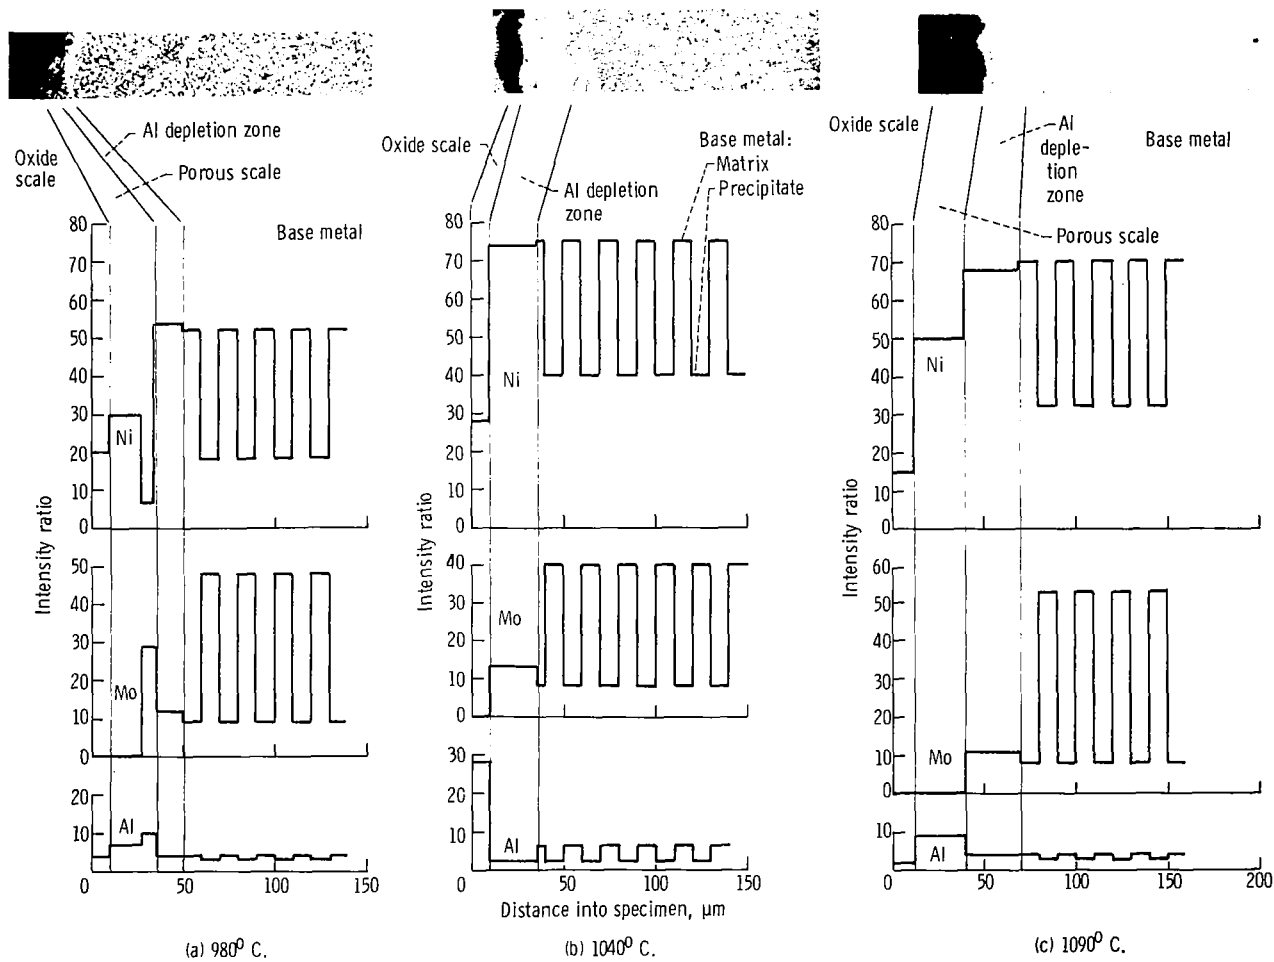 Al depletion zone
Oxide scale
Porous scale
Base metal
80
70
60
50
40
30
20
10
0
Ni
Intensity ratio
50
40
30
20
10
0
Mo
20
10
Al
0
50
100
150
(a) 980⁰ C.
Oxide scale
Al depletion zone
Base metal:
Matrix
Precipitate
80
70
60
50
40
30
20
10
0
Ni
Intensity ratio
40
30
20
10
0
Mo
30
20
10
Al
0
50
100
150
Distance into specimen, μm
(b) 1040⁰ C.
Oxide scale
Al deple-
tion
zone
Base metal
Porous scale
80
70
60
50
40
30
20
10
0
Ni
Intensity ratio
60
50
40
30
20
10
0
Mo
10
Al
0
50
100
150
200
(c) 1090⁰ C.